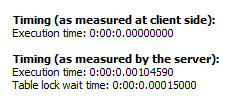 Timing (as measured at client side):
Execution time: 0:00:0.00000000
Timing (as measured by the server):
Execution time: 0:00:0.00104590
Table lock wait time: 0:00:0.00015000